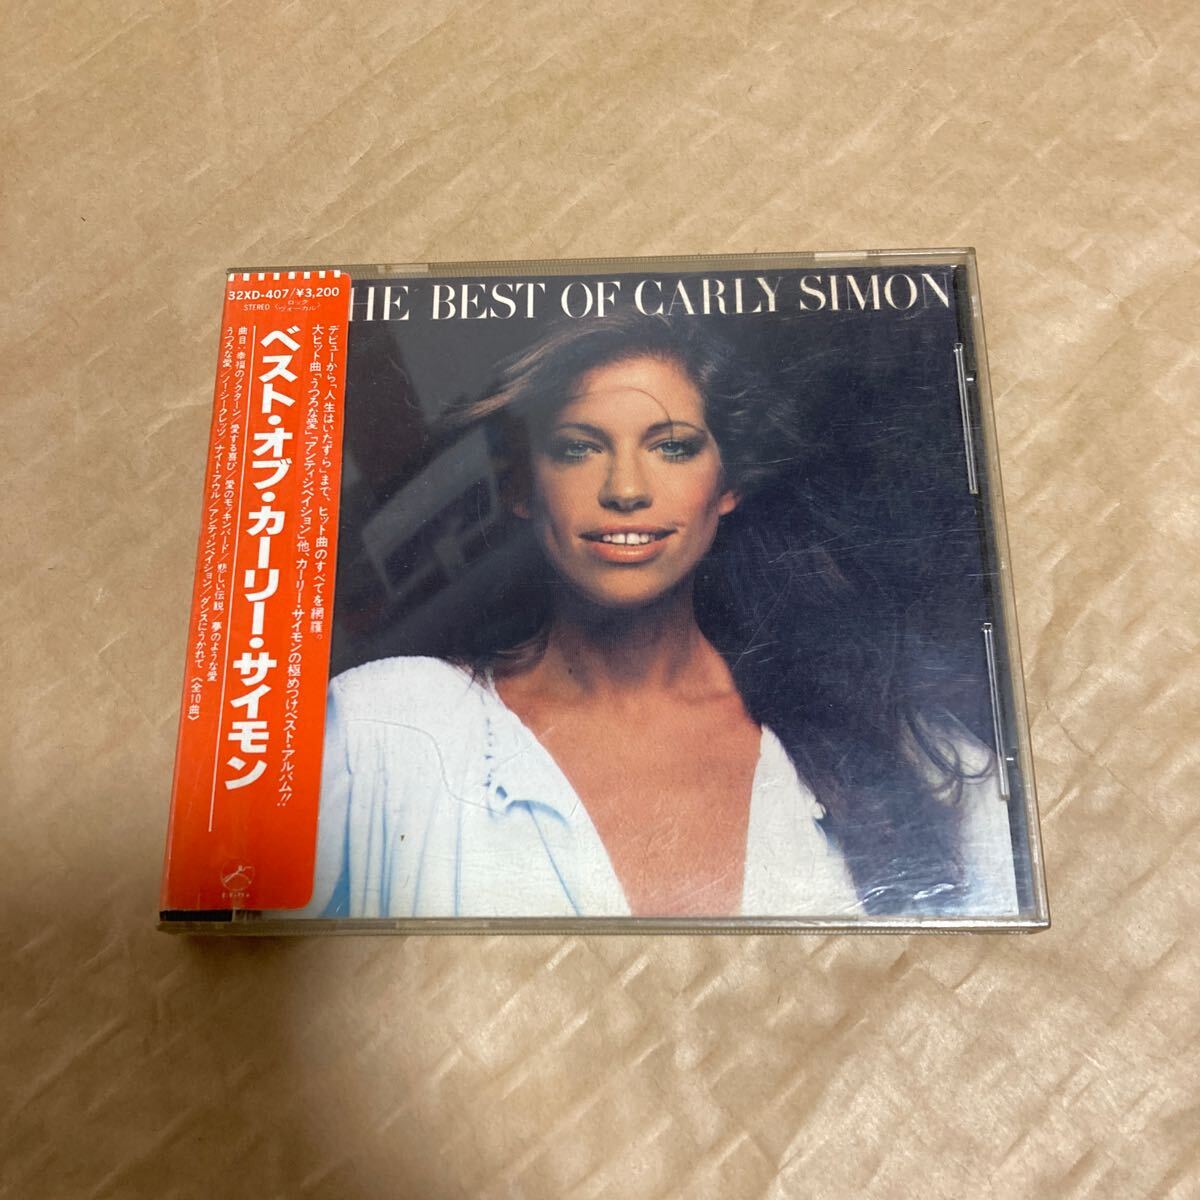 32XD-407/¥3,200
STEREO〈ロック ヴォーカル〉
HE BEST OF CARLY SIMON
デビューから「人生はいたずら」まで、ヒット曲のすべてを網羅。
大ヒット曲「うつろな愛」「アンティシペイション」他、カーリー・サイモンの極めつけベスト・アルバム!!
ベスト・オブ・カーリー・サイモン
曲目:幸福のノクターン/愛する喜び/愛のモッキンバード/悲しい伝説/夢のような愛
うつろな愛/ノー・シークレッツ/ナイト・アウル/アンティシペイション/ダンスにうかれて《全10曲》